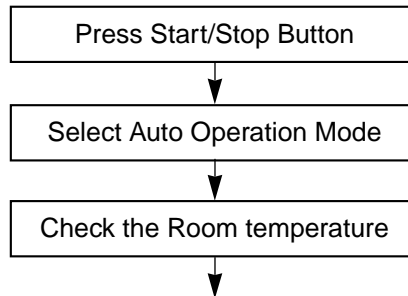 Press Start/Stop Button
Select Auto Operation Mode
Check the Room temperature